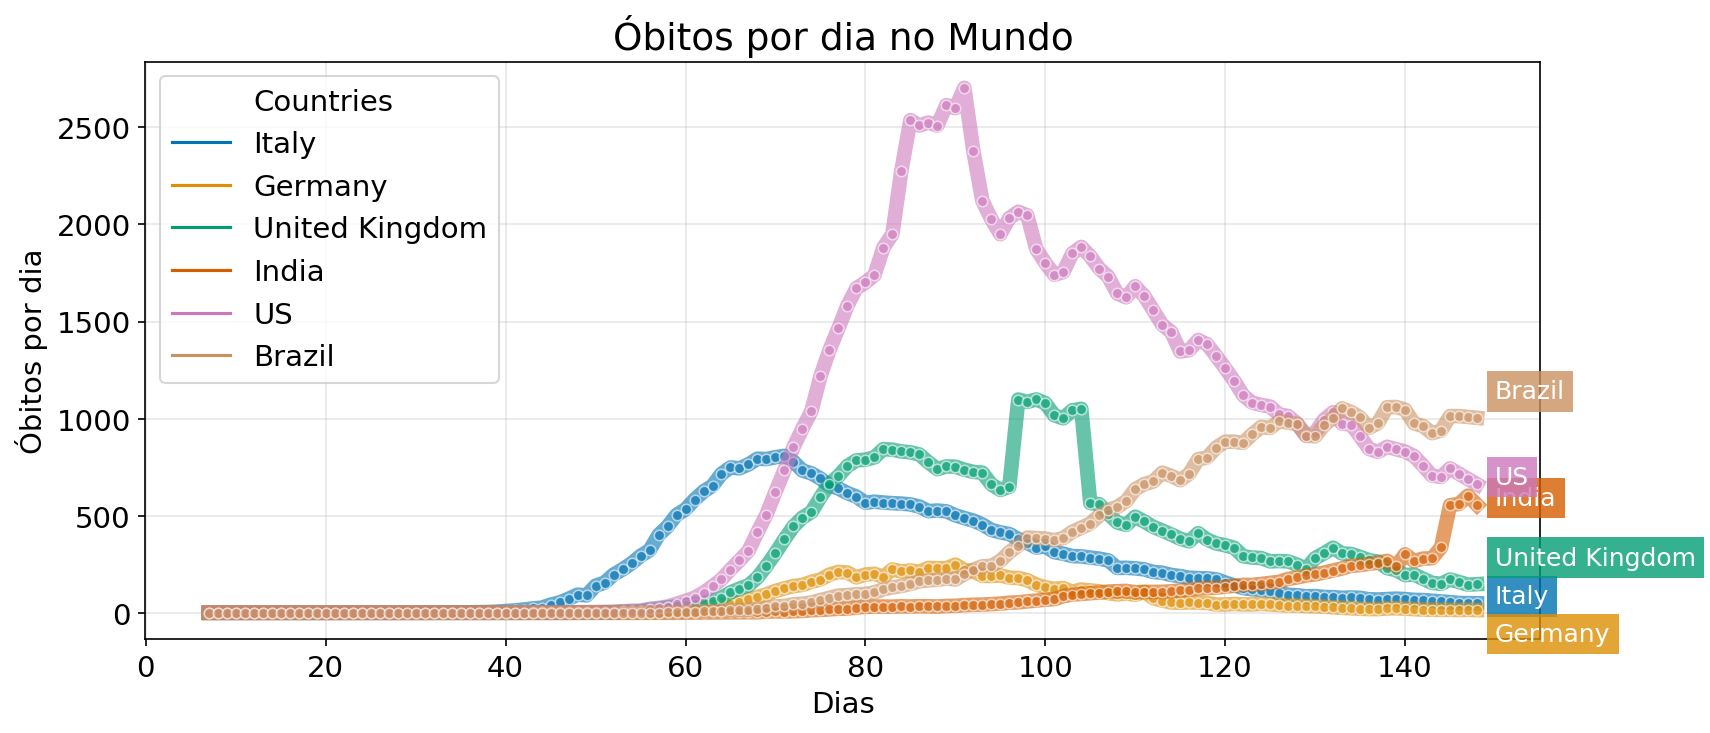 Óbitos por dia no Mundo
Óbitos por dia
2500
2000
1500
1000
500
0
Countries
Italy
Germany
United Kingdom
India
US
Brazil
Brazil
US
India
United Kingdom
Italy
Germany
0 20 40 60 80 100 120 140
Dias